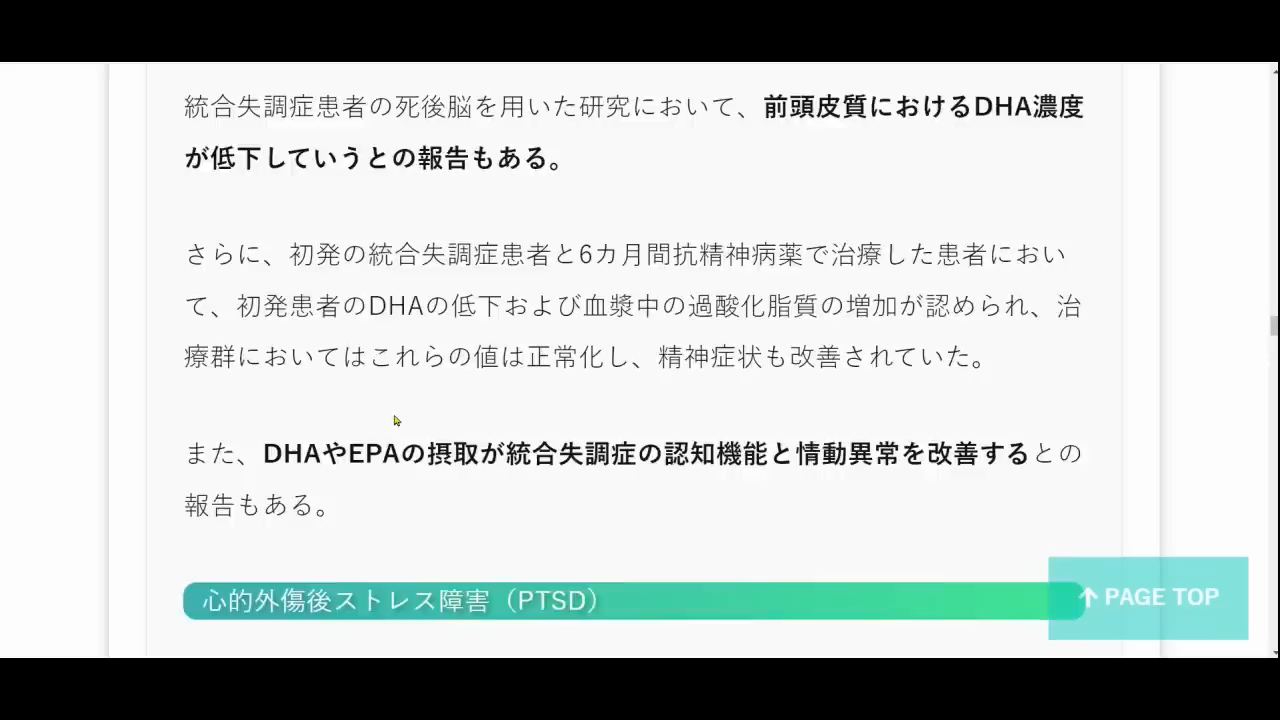 統合失調症患者の死後脳を用いた研究において、前頭皮質におけるDHA濃度
が低下していうとの報告もある。
さらに、初発の統合失調症患者と6カ月間抗精神病薬で治療した患者におい
て、初発患者のDHAの低下および血漿中の過酸化脂質の増加が認められ、治
療群においてはこれらの値は正常化し、精神症状も改善されていた。
また、DHAやEPAの摂取が統合失調症の認知機能と情動異常を改善するとの
報告もある。
心的外傷後ストレス障害（PTSD）
↑ PAGE TOP